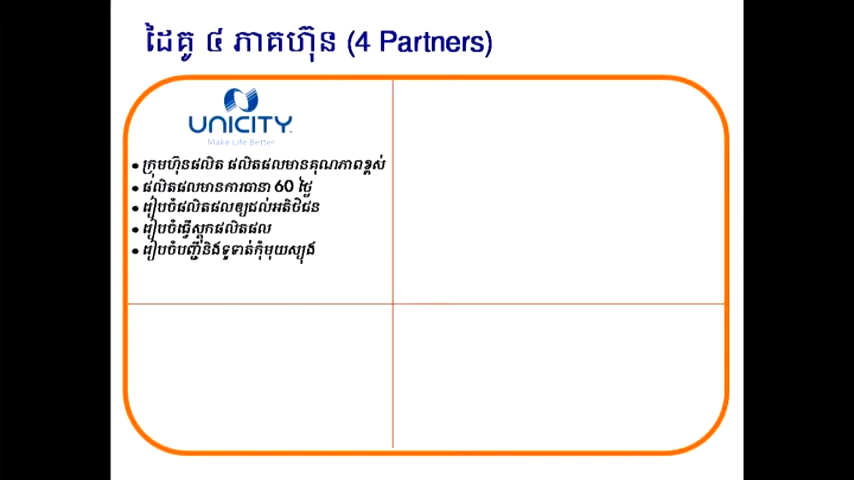 ដៃគូ ៤ ភាគហ៊ុន (4 Partners)
UNICITY
Make Life Better
• ក្រុមហ៊ុនផលិត ផលិតផលមានគុណភាពខ្ពស់
• ផលិតផលមានការធានា 60 ថ្ងៃ
• រៀបចំផលិតផលឲ្យដល់អតិថិជន
• រៀបចំធ្វើស្តុកផលិតផល
• រៀបចំបញ្ជីនិងទូទាត់កុំមុយស្យុង